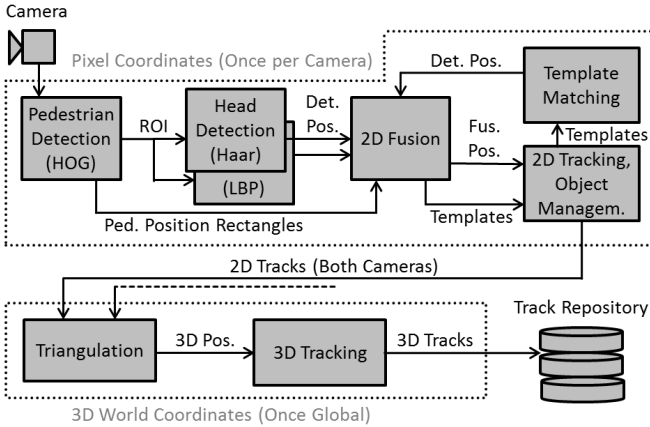 Camera
Pixel Coordinates (Once per Camera)
Pedestrian
Detection
(HOG)
ROI
Head
Detection
(Haar)
(LBP)
Det.
Pos.
2D Fusion
Det. Pos.
Template
Matching
Fus.
Pos.
Templates
2D Tracking,
Object
Managem.
Templates
Ped. Position Rectangles
2D Tracks (Both Cameras)
Triangulation
3D Pos.
3D Tracking
3D Tracks
Track Repository
3D World Coordinates (Once Global)